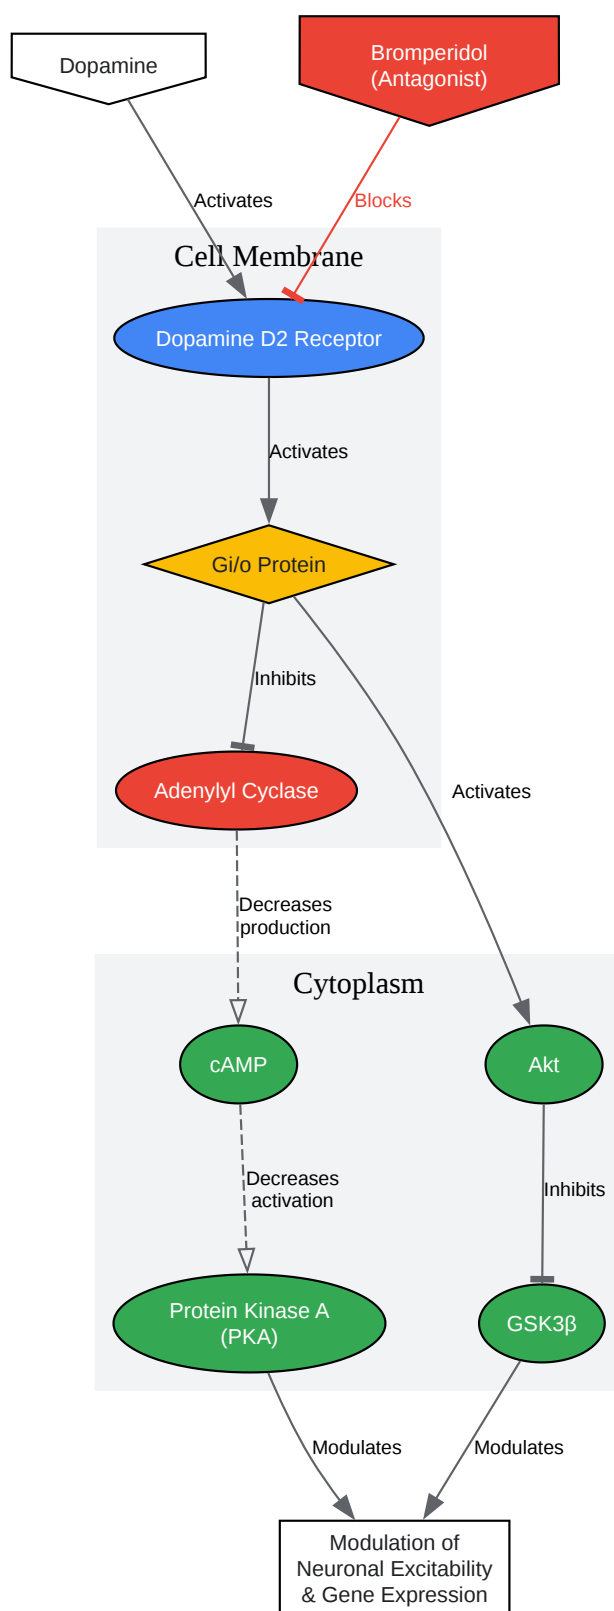 Dopamine
Bromperidol
(Antagonist)
Activates
Blocks
Cell Membrane
Dopamine D2 Receptor
Activates
Gi/o Protein
Inhibits
Adenylyl Cyclase
Activates
Decreases
production
Cytoplasm
cAMP
Akt
Decreases
activation
Inhibits
Protein Kinase A
(PKA)
GSK3β
Modulates
Modulates
Modulation of
Neuronal Excitability
& Gene Expression